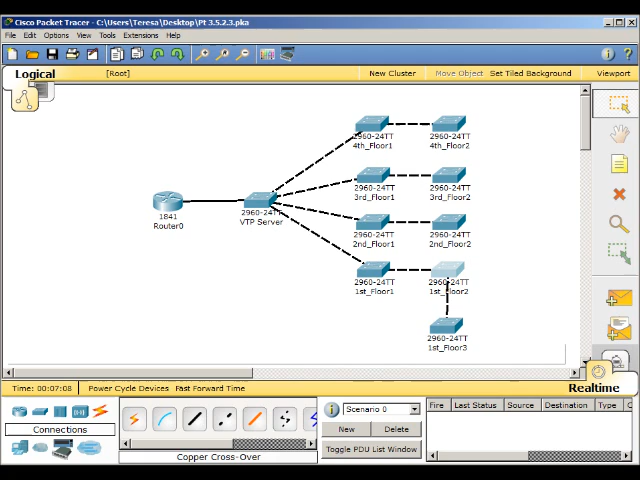 Cisco Packet Tracer - C:\Users\Teresa\Desktop\Pt 3.5.2.3.pka
File Edit Options View Tools Extensions Help
Logical [Root] New Cluster Move Object Set Tiled Background Viewport
2960-24TT 2960-24TT
4th_Floor1 4th_Floor2
2960-24TT 2960-24TT
3rd_Floor1 3rd_Floor2
1841 2960-24TT
Router0 VTP Server
2960-24TT 2960-24TT
2nd_Floor1 2nd_Floor2
2960-24TT 2960-24TT
1st_Floor1 1st_Floor2
2960-24TT
1st_Floor3
Time: 00:07:08 Power Cycle Devices Fast Forward Time Realtime
Scenario 0
Fire Last Status Source Destination Type
Connections
New Delete
Toggle PDU List Window
Copper Cross-Over